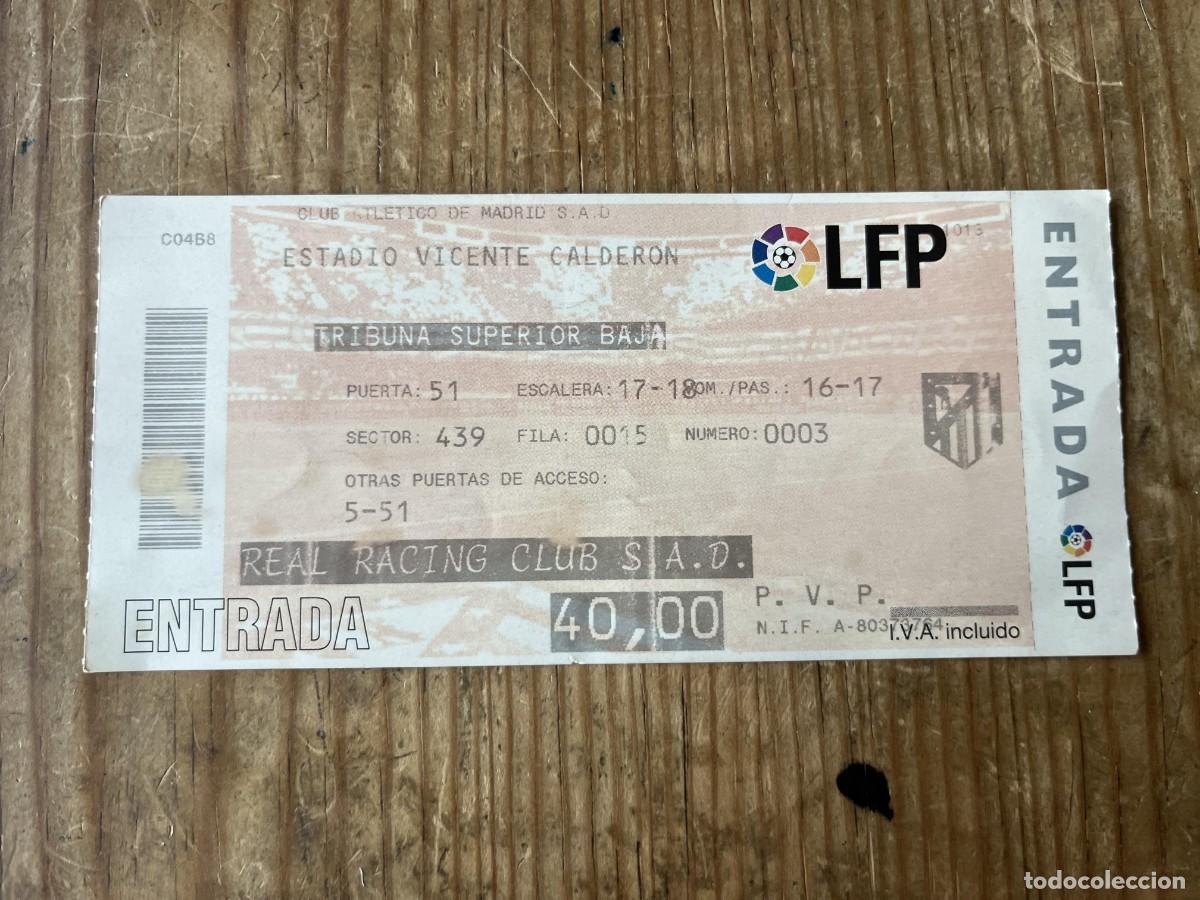 CLUB ATLETICO DE MADRID S.A.D
C04B8
1013
ESTADIO VICENTE CALDERON
LFP
TRIBUNA SUPERIOR BAJA
PUERTA: 51 ESCALERA: 17-18 VOM./PAS.: 16-17
SECTOR: 439 FILA: 0015 NUMERO: 0003
OTRAS PUERTAS DE ACCESO:
5-51
REAL RACING CLUB S.A.D.
ENTRADA
40,00
P. V. P.
N.I.F. A-80373764
I.V.A. incluido
ENTRADA
LFP
todocoleccion